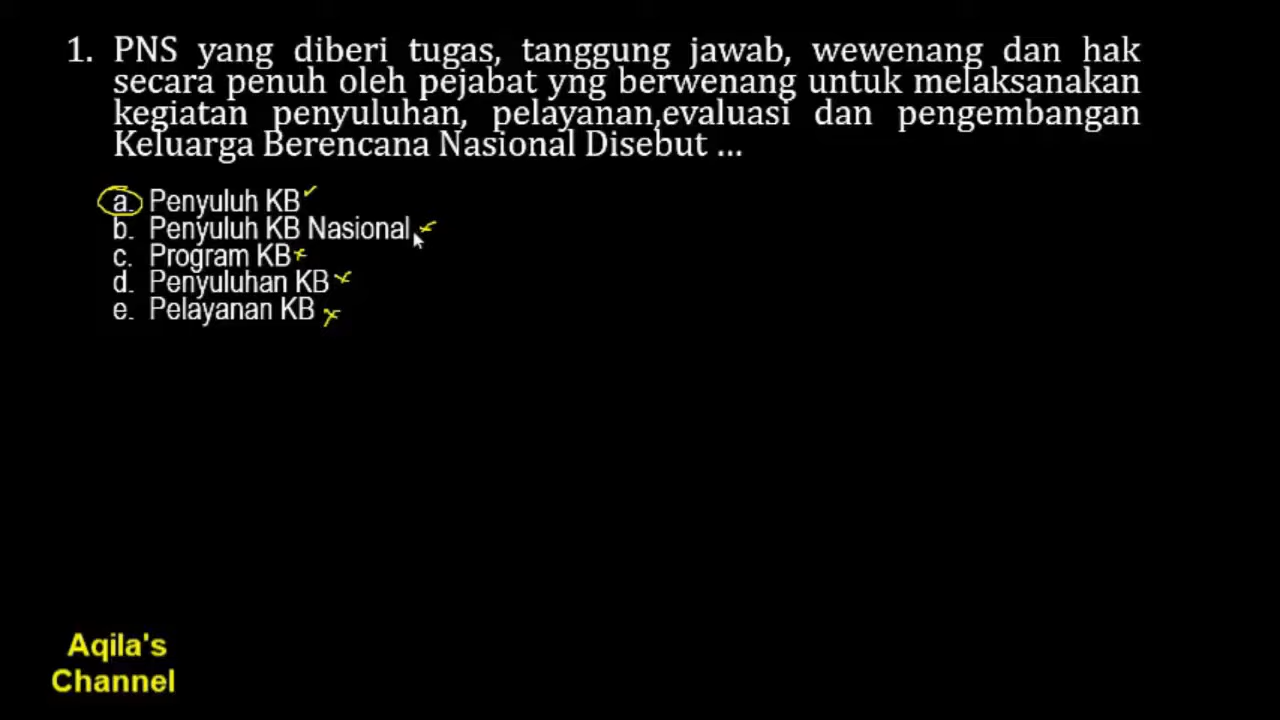 1. PNS yang diberi tugas, tanggung jawab, wewenang dan hak
secara penuh oleh pejabat yng berwenang untuk melaksanakan
kegiatan penyuluhan, pelayanan,evaluasi dan pengembangan
Keluarga Berencana Nasional Disebut ...
a. Penyuluh KB
b. Penyuluh KB Nasional
c. Program KB
d. Penyuluhan KB
e. Pelayanan KB
Aqila's
Channel